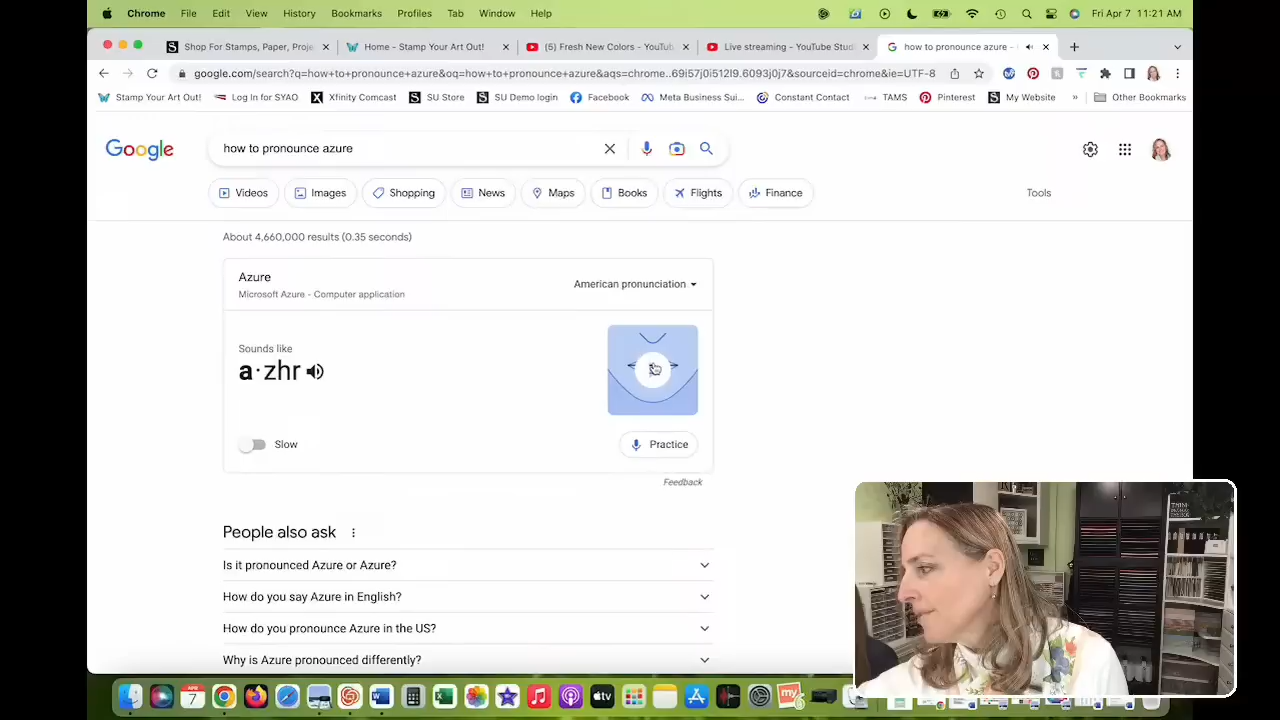 Chrome File Edit View History Bookmarks Profiles Tab Window Help Fri Apr 7 11:21 AM
Shop For Stamps, Paper, Proje Home - Stamp Your Art Out! (5) Fresh New Colors - YouTub Live streaming - YouTube Studi how to pronounce azure -
google.com/search?q=how+to+pronounce+azure&oq=how+to+pronounce+azure&aqs=chrome..69i57j0i512l9.6093j0j7&sourceid=chrome&ie=UTF-8
Stamp Your Art Out! Log In for SYAO Xfinity Comcast SU Store SU Demo login Facebook Meta Business Sui... Constant Contact TAMS Pinterest My Website » Other Bookmarks
Google how to pronounce azure
Videos Images Shopping News Maps Books Flights Finance Tools
About 4,660,000 results (0.35 seconds)
Azure
American pronunciation
Microsoft Azure - Computer application
Sounds like
a·zhr
Slow Practice
Feedback
People also ask
Is it pronounced Azure or Azure?
How do you say Azure in English?
How do you pronounce Azure in the US?
Why is Azure pronounced differently?
APR
7
tv
my